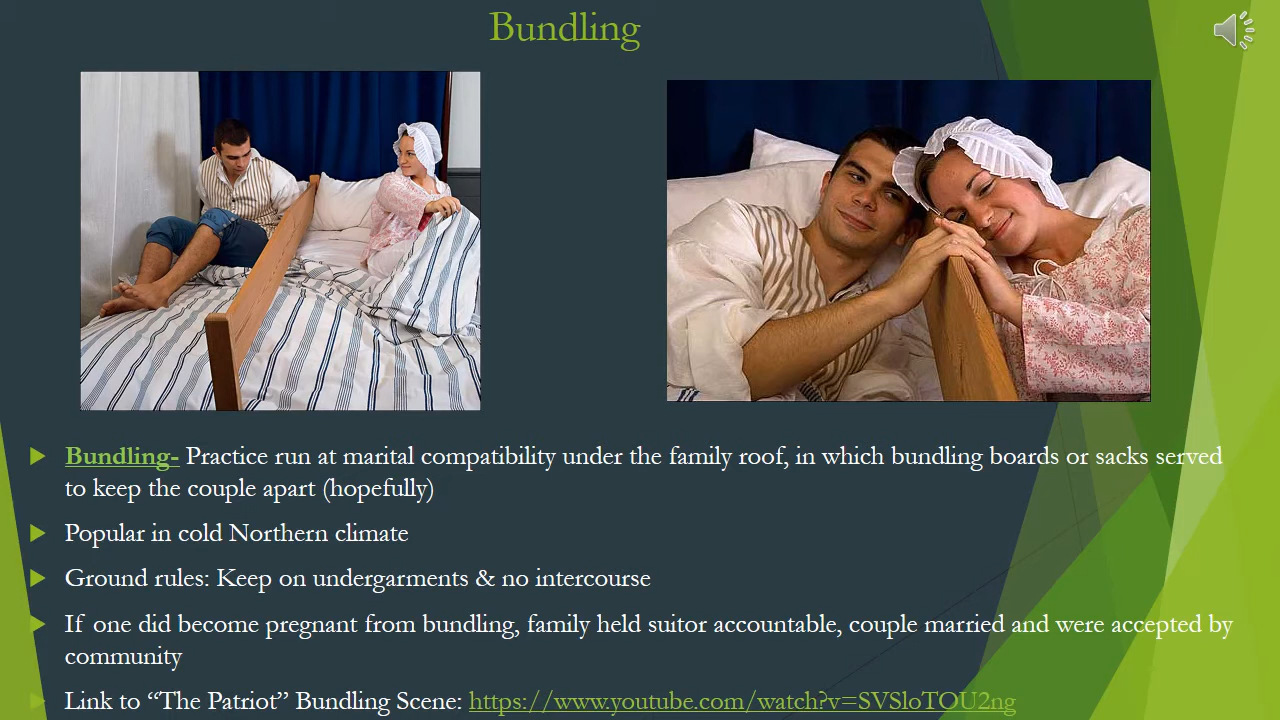 Bundling
Bundling- Practice run at marital compatibility under the family roof, in which bundling boards or sacks served
to keep the couple apart (hopefully)
Popular in cold Northern climate
Ground rules: Keep on undergarments & no intercourse
If one did become pregnant from bundling, family held suitor accountable, couple married and were accepted by
community
Link to “The Patriot” Bundling Scene: https://www.youtube.com/watch?v=SVSloTOU2ng